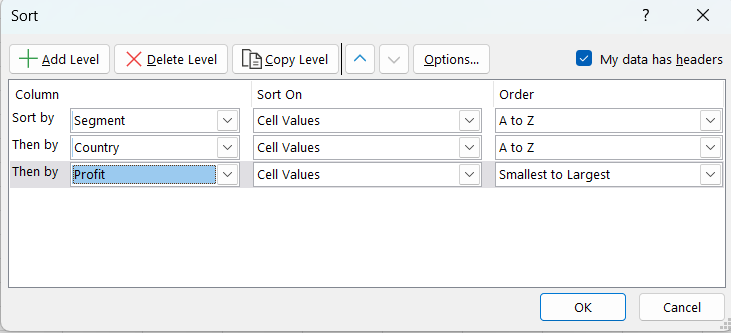 Sort ?
Add Level Delete Level Copy Level Options... My data has headers
Column Sort On Order
Sort by Segment Cell Values A to Z
Then by Country Cell Values A to Z
Then by Profit Cell Values Smallest to Largest
OK Cancel